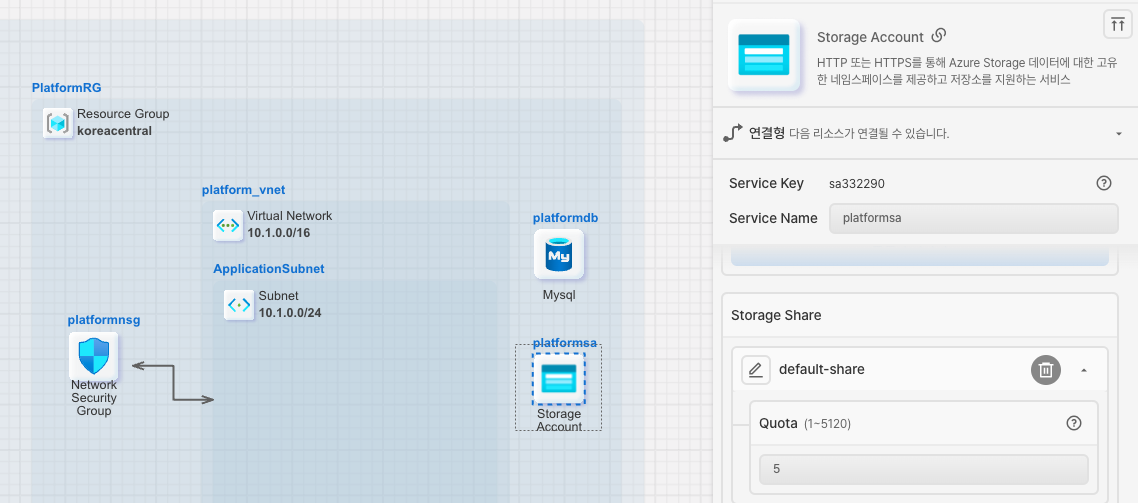 PlatformRG
Resource Group
koreacentral
platform_vnet
Virtual Network
10.1.0.0/16
ApplicationSubnet
Subnet
10.1.0.0/24
platformnsg
Network
Security
Group
platformdb
My
Mysql
platformsa
Storage
Account
Storage Account
HTTP 또는 HTTPS를 통해 Azure Storage 데이터에 대한 고유
한 네임스페이스를 제공하고 저장소를 지원하는 서비스
연결형 다음 리소스가 연결될 수 있습니다.
Service Key sa332290
Service Name platformsa
Storage Share
default-share
Quota (1~5120)
5